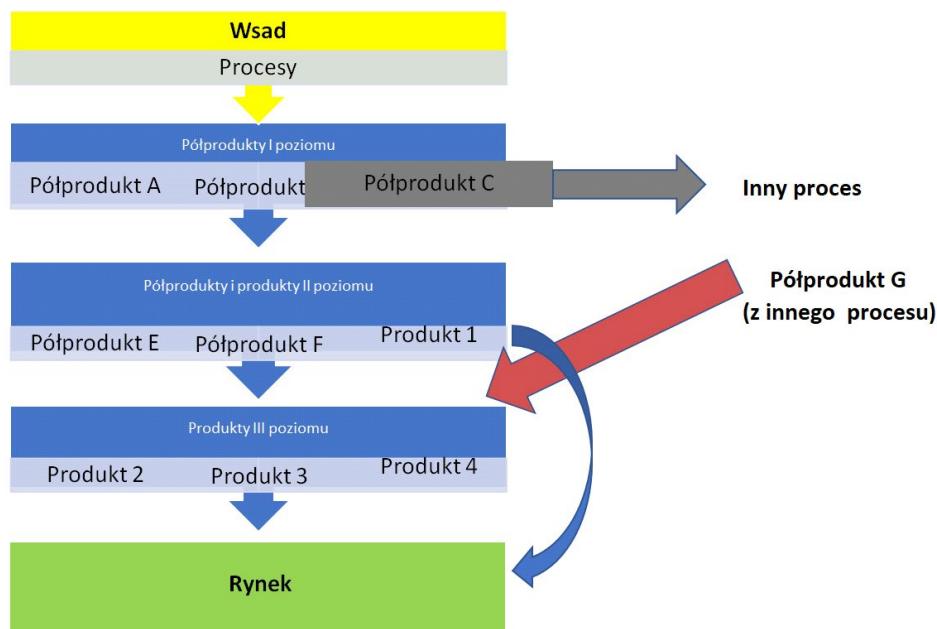 Wsad
Procesy
Półprodukty I poziomu
Półprodukt A
Półprodukt
Półprodukt C
Inny proces
Półprodukt G
(z innego procesu)
Półprodukty i produkty II poziomu
Półprodukt E
Półprodukt F
Produkt 1
Produkty III poziomu
Produkt 2
Produkt 3
Produkt 4
Rynek